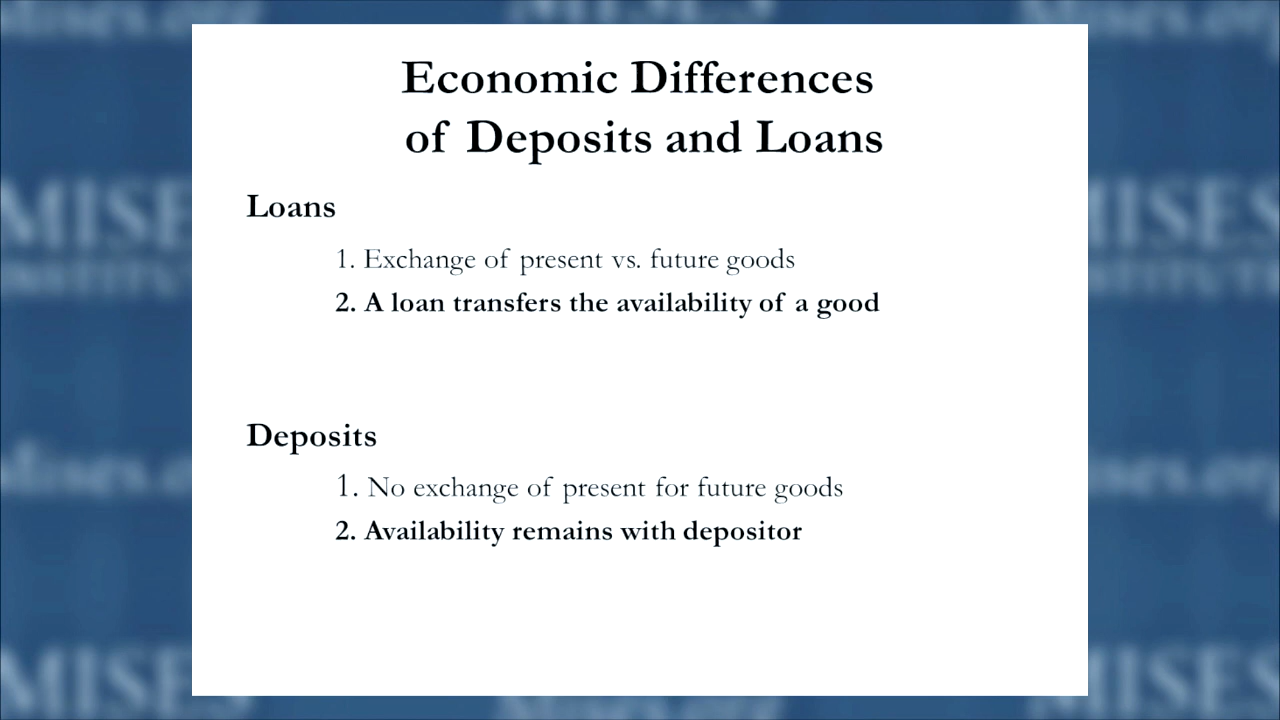 Economic Differences
of Deposits and Loans
Loans
1. Exchange of present vs. future goods
2. A loan transfers the availability of a good
Deposits
1. No exchange of present for future goods
2. Availability remains with depositor